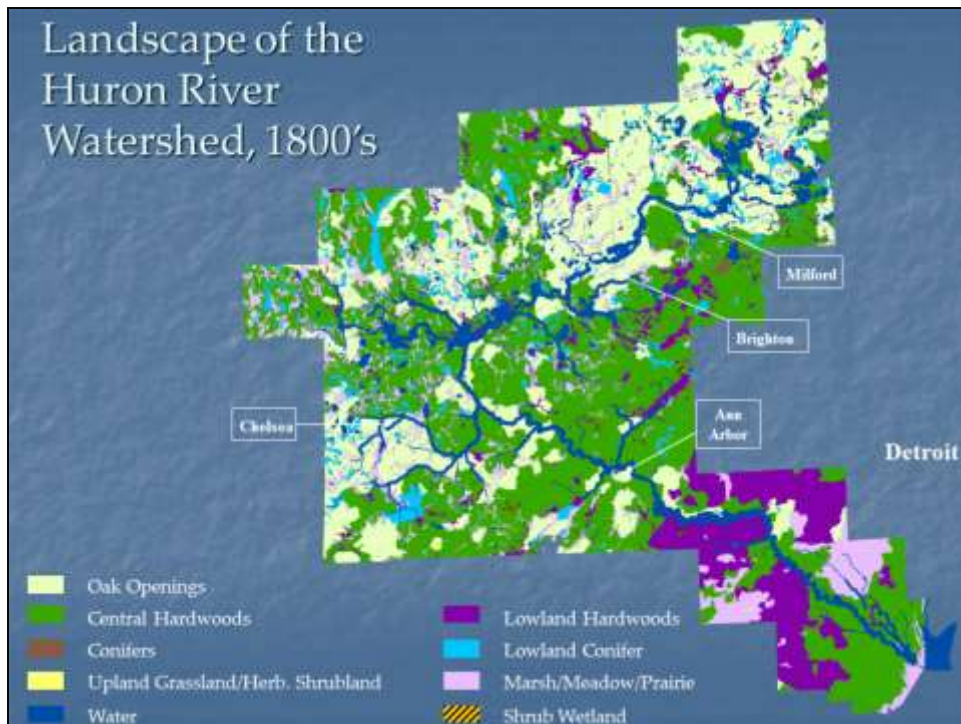 Landscape of the
Huron River
Watershed, 1800's
Milford
Brighton
Chelsea
Ann
Arbor
Detroit
Oak Openings
Central Hardwoods
Conifers
Upland Grassland/Herb. Shrubland
Water
Lowland Hardwoods
Lowland Conifer
Marsh/Meadow/Prairie
Shrub Wetland